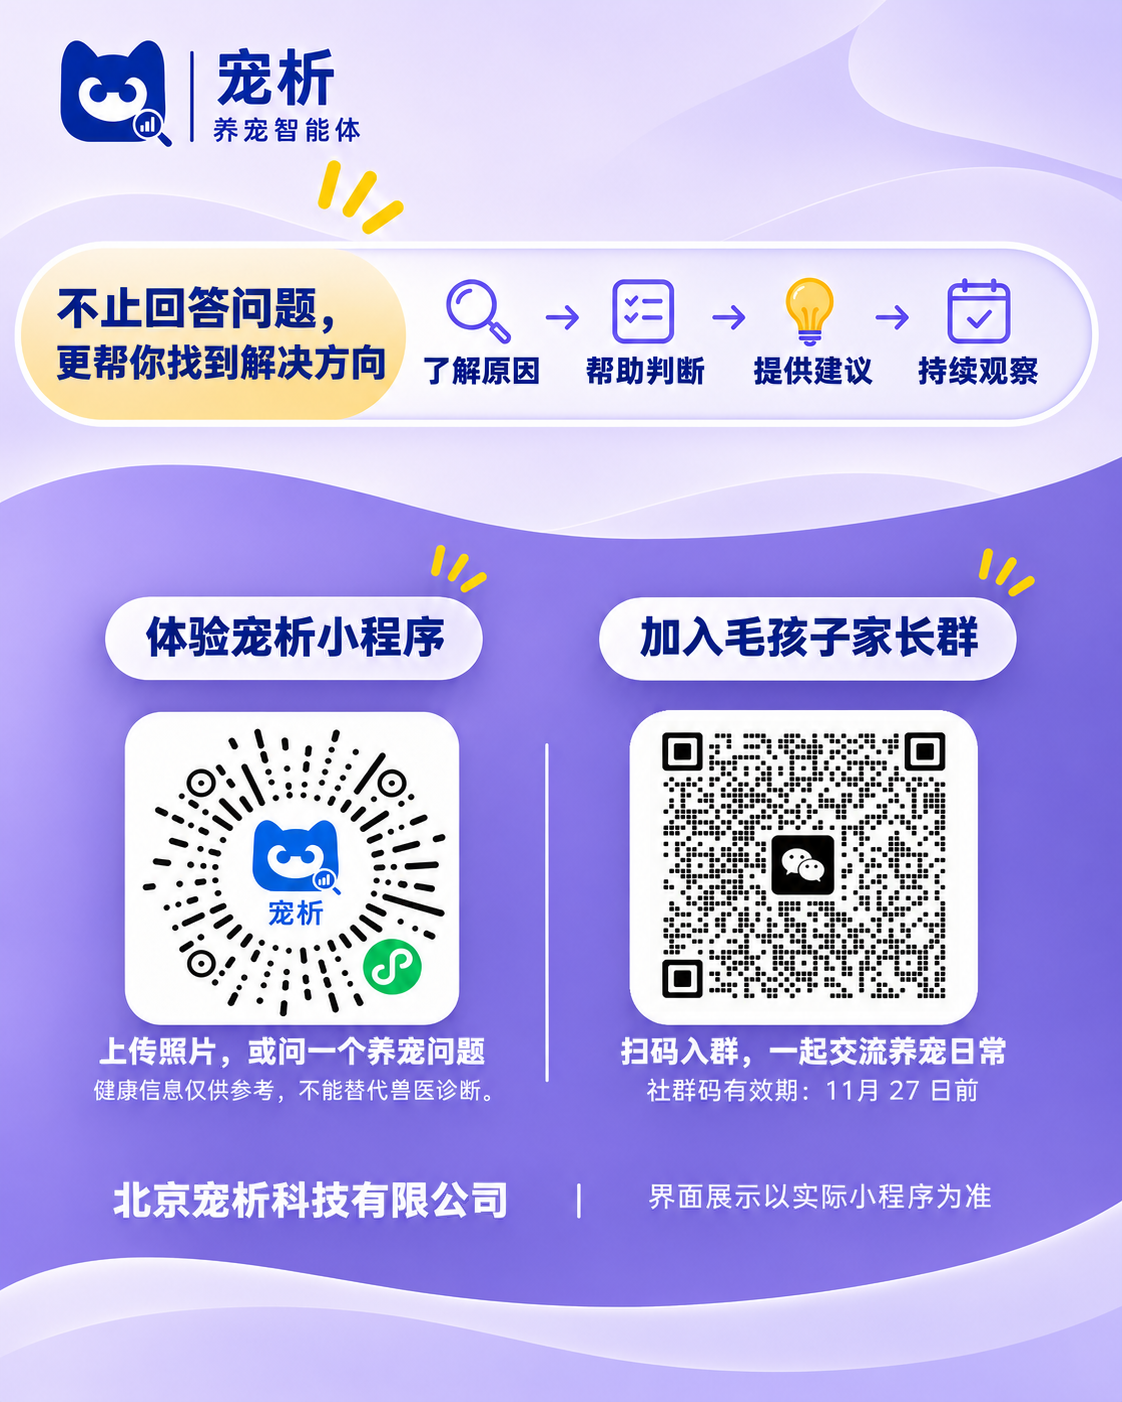 宠析
养宠智能体
不止回答问题，
更帮你找到解决方向
了解原因
帮助判断
提供建议
持续观察
体验宠析小程序
加入毛孩子家长群
宠析
上传照片，或问一个养宠问题
健康信息仅供参考，不能替代兽医诊断。
扫码入群，一起交流养宠日常
社群码有效期：11月 27 日前
北京宠析科技有限公司
界面展示以实际小程序为准